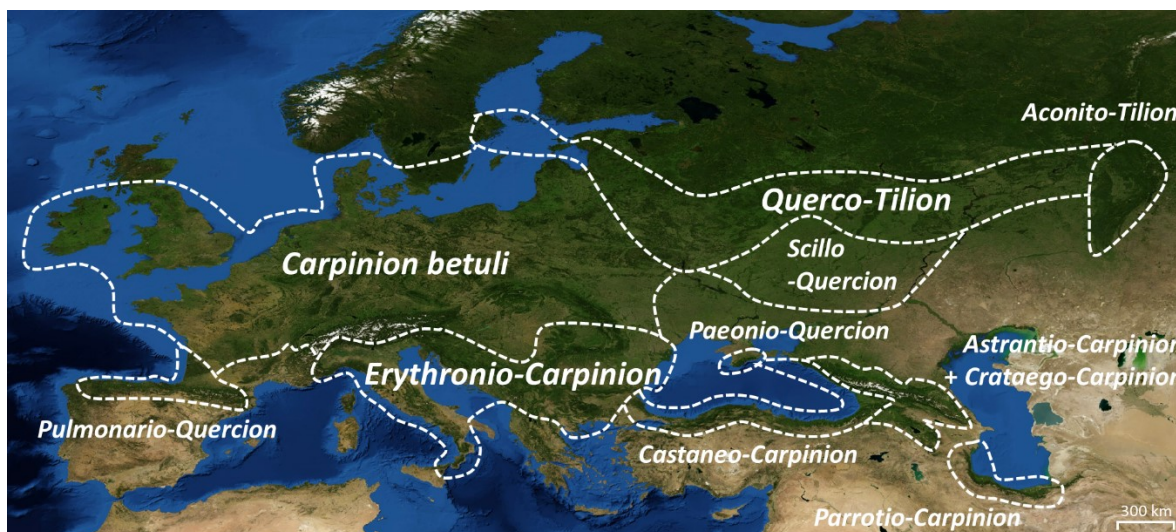 Aconito-Tilion
Querco-Tilion
Scillo
-Quercion
Carpinion betuli
Paeonio-Quercion
Astrantio-Carpinion
+ Crataego-Carpinion
Erythronio-Carpinion
Pulmonario-Quercion
Castaneo-Carpinion
Parrotio-Carpinion
300 km